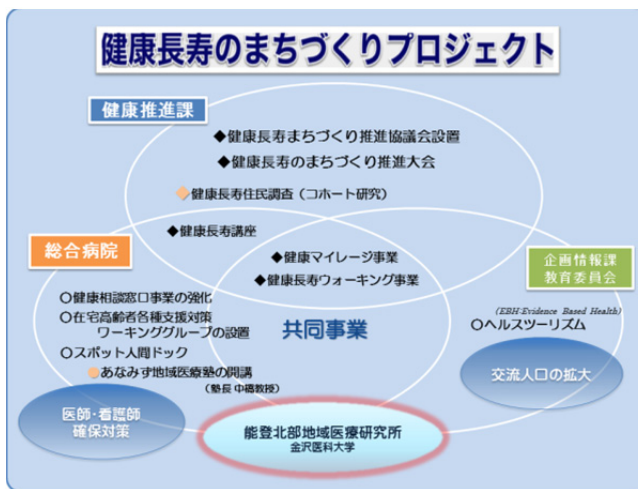 健康長寿のまちづくりプロジェクト
健康推進課
◆健康長寿まちづくり推進協議会設置
◆健康長寿のまちづくり推進大会
◆健康長寿住民調査（コホート研究）
◆健康長寿講座
総合病院
◆健康マイレージ事業
◆健康長寿ウォーキング事業
企画情報課
教育委員会
○健康相談窓口事業の強化
○在宅高齢者各種支援対策
ワーキンググループの設置
○スポット人間ドック
●あなみず地域医療塾の開講
(塾長 中橋教授)
共同事業
(EBH:Evidence Based Health)
○ヘルスツーリズム
交流人口の拡大
医師・看護師
確保対策
能登北部地域医療研究所
金沢医科大学